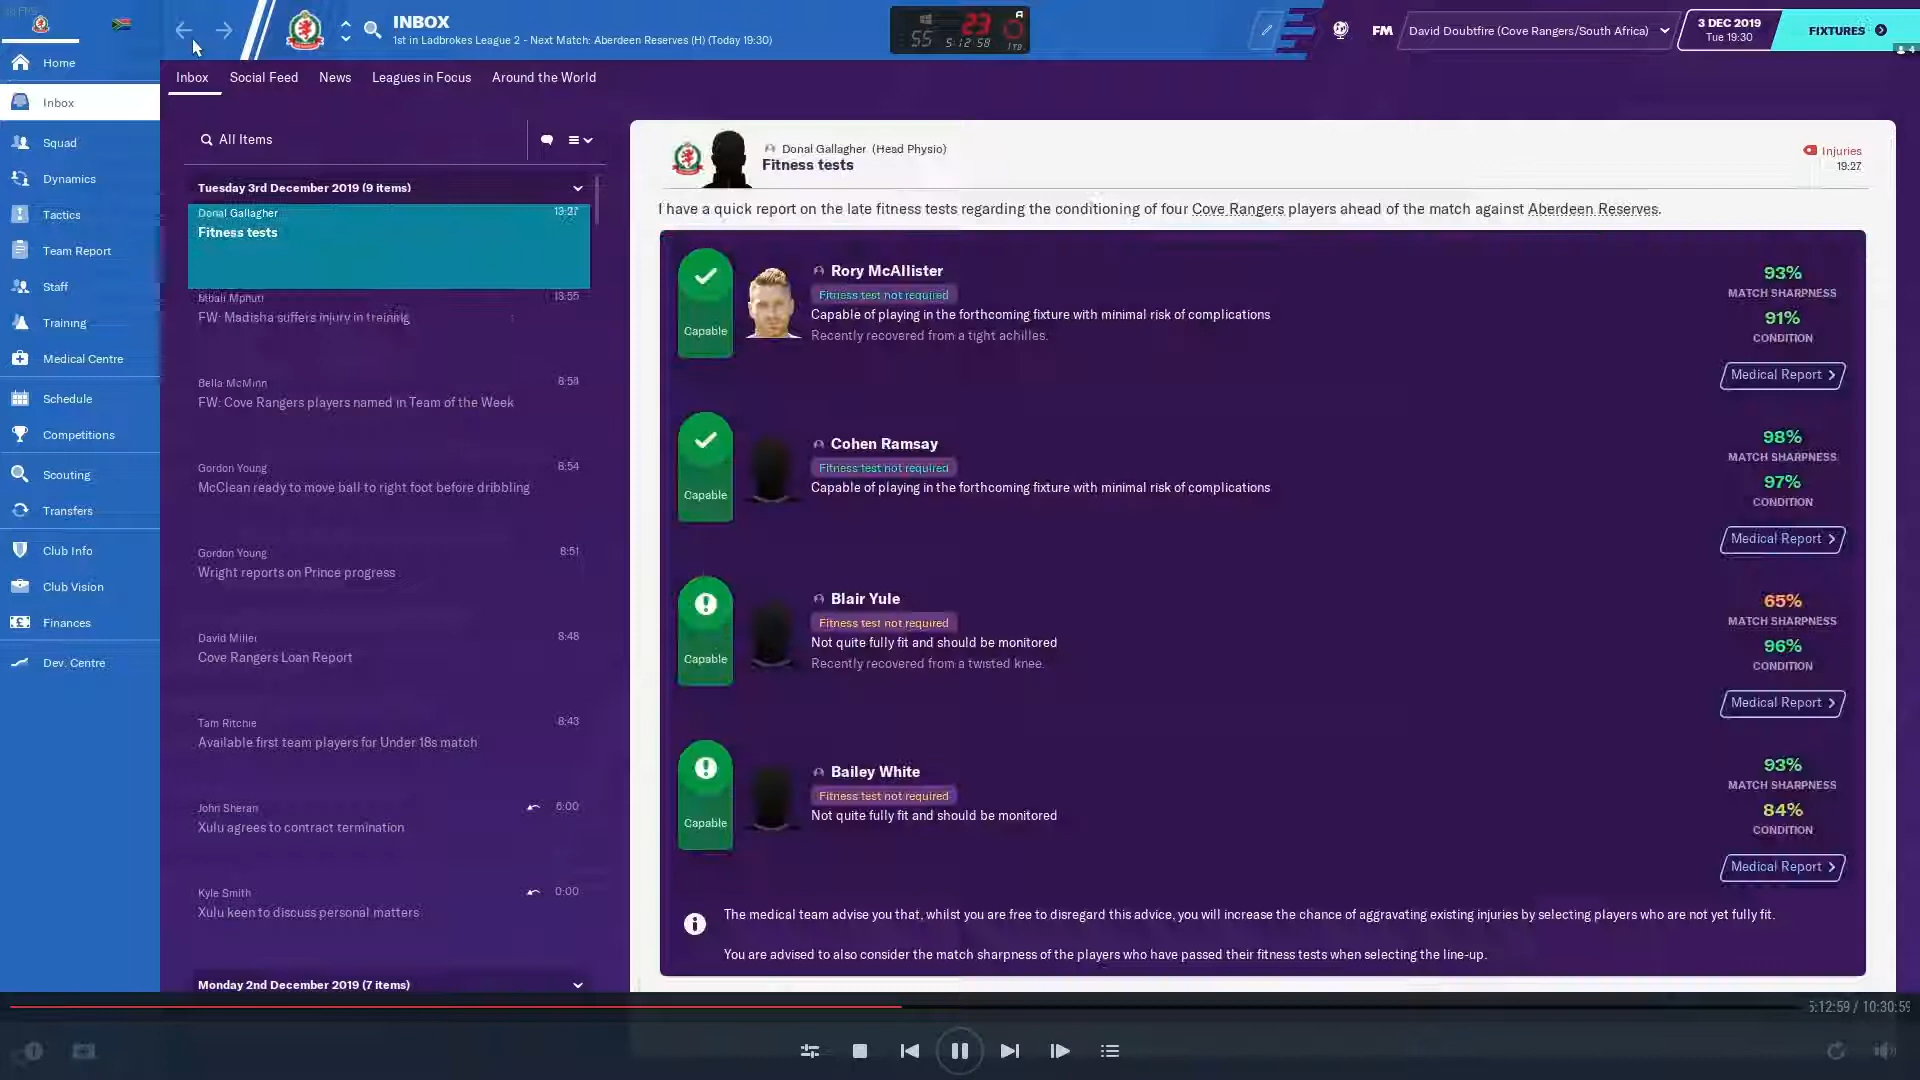 INBOX
1st in Ladbrokes League 2 - Next Match: Aberdeen Reserves (H) (Today 19:30)
23
A
55
5:12:58
FM
David Doubtfire (Cove Rangers/South Africa)
3 DEC 2019
Tue 19:30
FIXTURES
4
Home
Inbox
Squad
Dynamics
Tactics
Team Report
Staff
Training
Medical Centre
Schedule
Competitions
Scouting
Transfers
Club Info
Club Vision
Finances
Dev. Centre
Inbox
Social Feed
News
Leagues in Focus
Around the World
All Items
Tuesday 3rd December 2019 (9 items)
Donal Gallagher
Fitness tests
FW: Madisha suffers injury in training
Bella McMinn
FW: Cove Rangers players named in Team of the Week
Gordon Young 8:54
McClean ready to move ball to right foot before dribbling
Gordon Young 8:51
Wright reports on Prince progress
David Miller 8:48
Cove Rangers Loan Report
Tam Ritchie 8:43
Available first team players for Under 18s match
John Sheran 6:00
Xulu agrees to contract termination
Kyle Smith 0:00
Xulu keen to discuss personal matters
Monday 2nd December 2019 (7 items)
Donal Gallagher (Head Physio)
Fitness tests
Injuries
19:27
I have a quick report on the late fitness tests regarding the conditioning of four Cove Rangers players ahead of the match against Aberdeen Reserves.
Capable
Rory McAllister
Fitness test not required
Capable of playing in the forthcoming fixture with minimal risk of complications
Recently recovered from a tight achilles.
93%
MATCH SHARPNESS
91%
CONDITION
Medical Report
Capable
Cohen Ramsay
Fitness test not required
Capable of playing in the forthcoming fixture with minimal risk of complications
98%
MATCH SHARPNESS
97%
CONDITION
Medical Report
Capable
Blair Yule
Fitness test not required
Not quite fully fit and should be monitored
Recently recovered from a twisted knee.
65%
MATCH SHARPNESS
96%
CONDITION
Medical Report
Capable
Bailey White
Fitness test not required
Not quite fully fit and should be monitored
93%
MATCH SHARPNESS
84%
CONDITION
Medical Report
The medical team advise you that, whilst you are free to disregard this advice, you will increase the chance of aggravating existing injuries by selecting players who are not yet fully fit.
You are advised to also consider the match sharpness of the players who have passed their fitness tests when selecting the line-up.
5:12:59 / 10:30:59